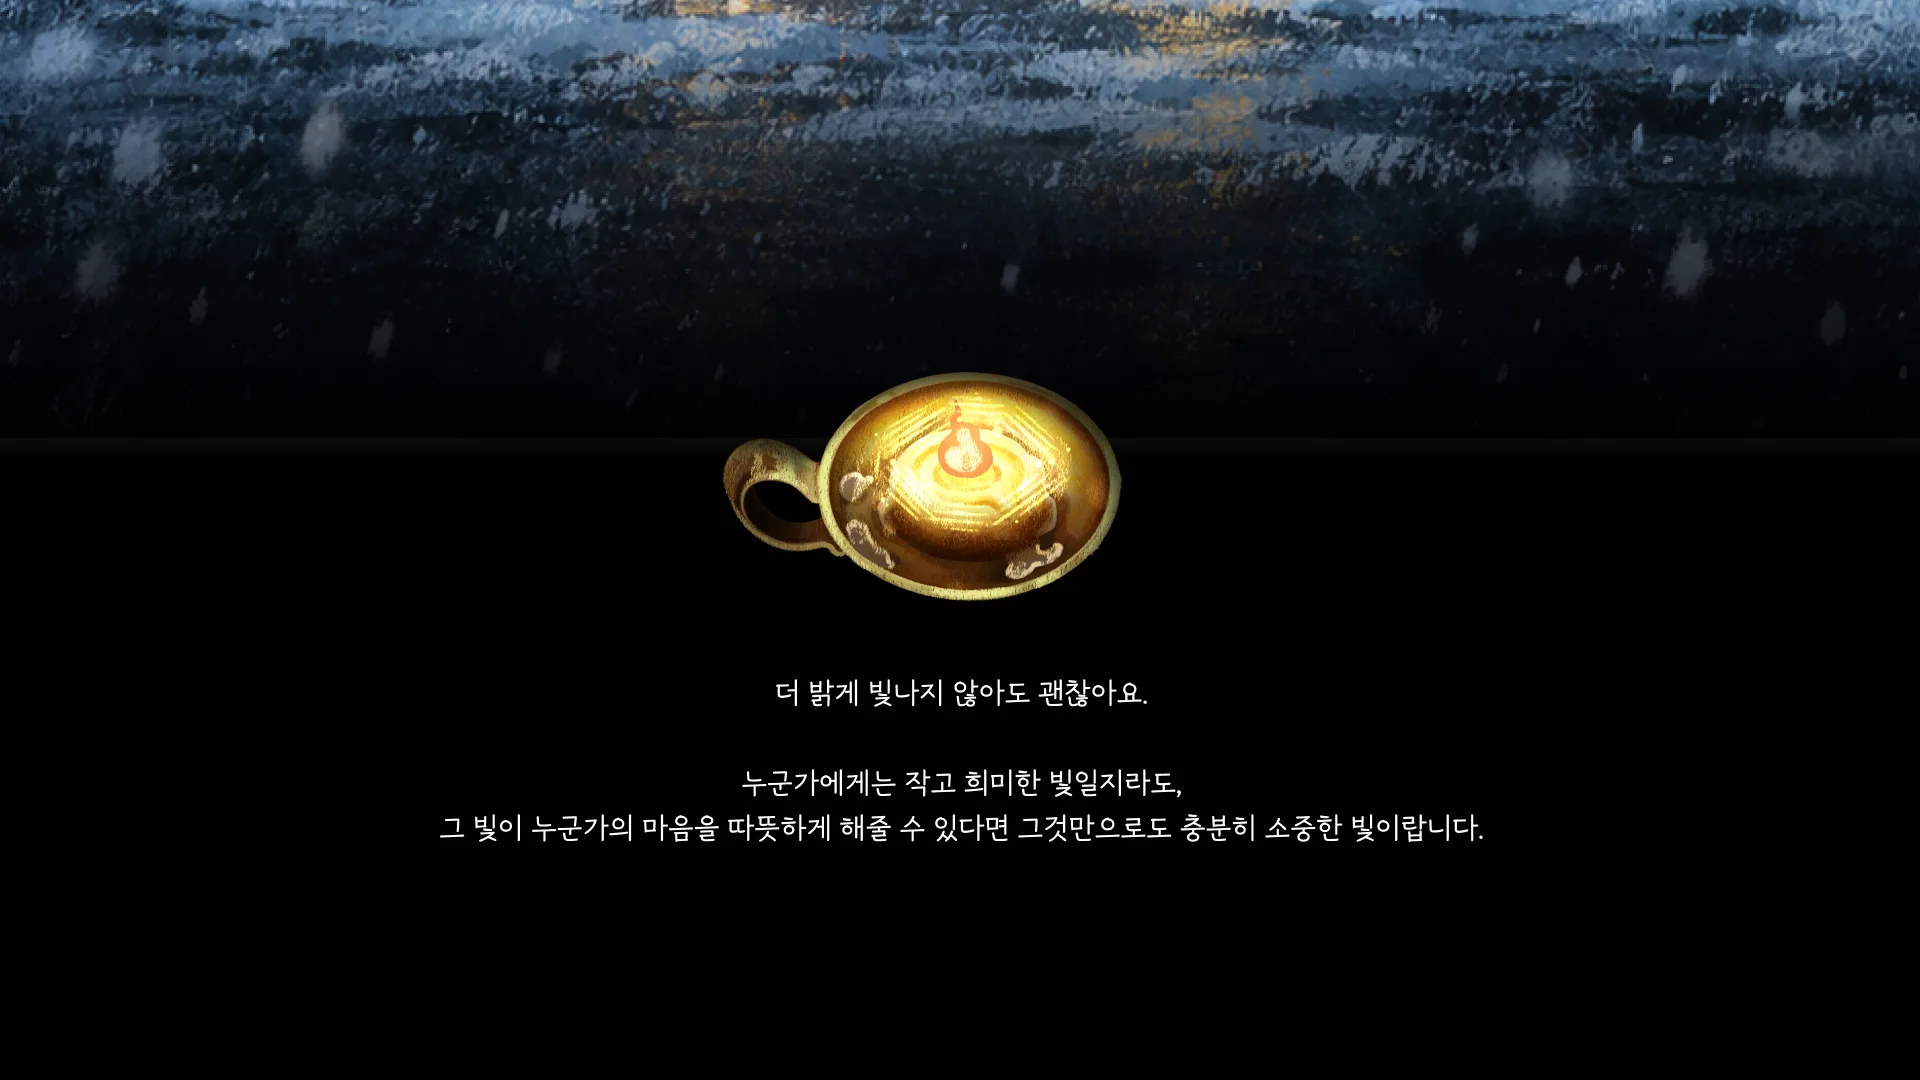 더 밝게 빛나지 않아도 괜찮아요.
누군가에게는 작고 희미한 빛일지라도,
그 빛이 누군가의 마음을 따뜻하게 해줄 수 있다면 그것만으로도 충분히 소중한 빛이랍니다.